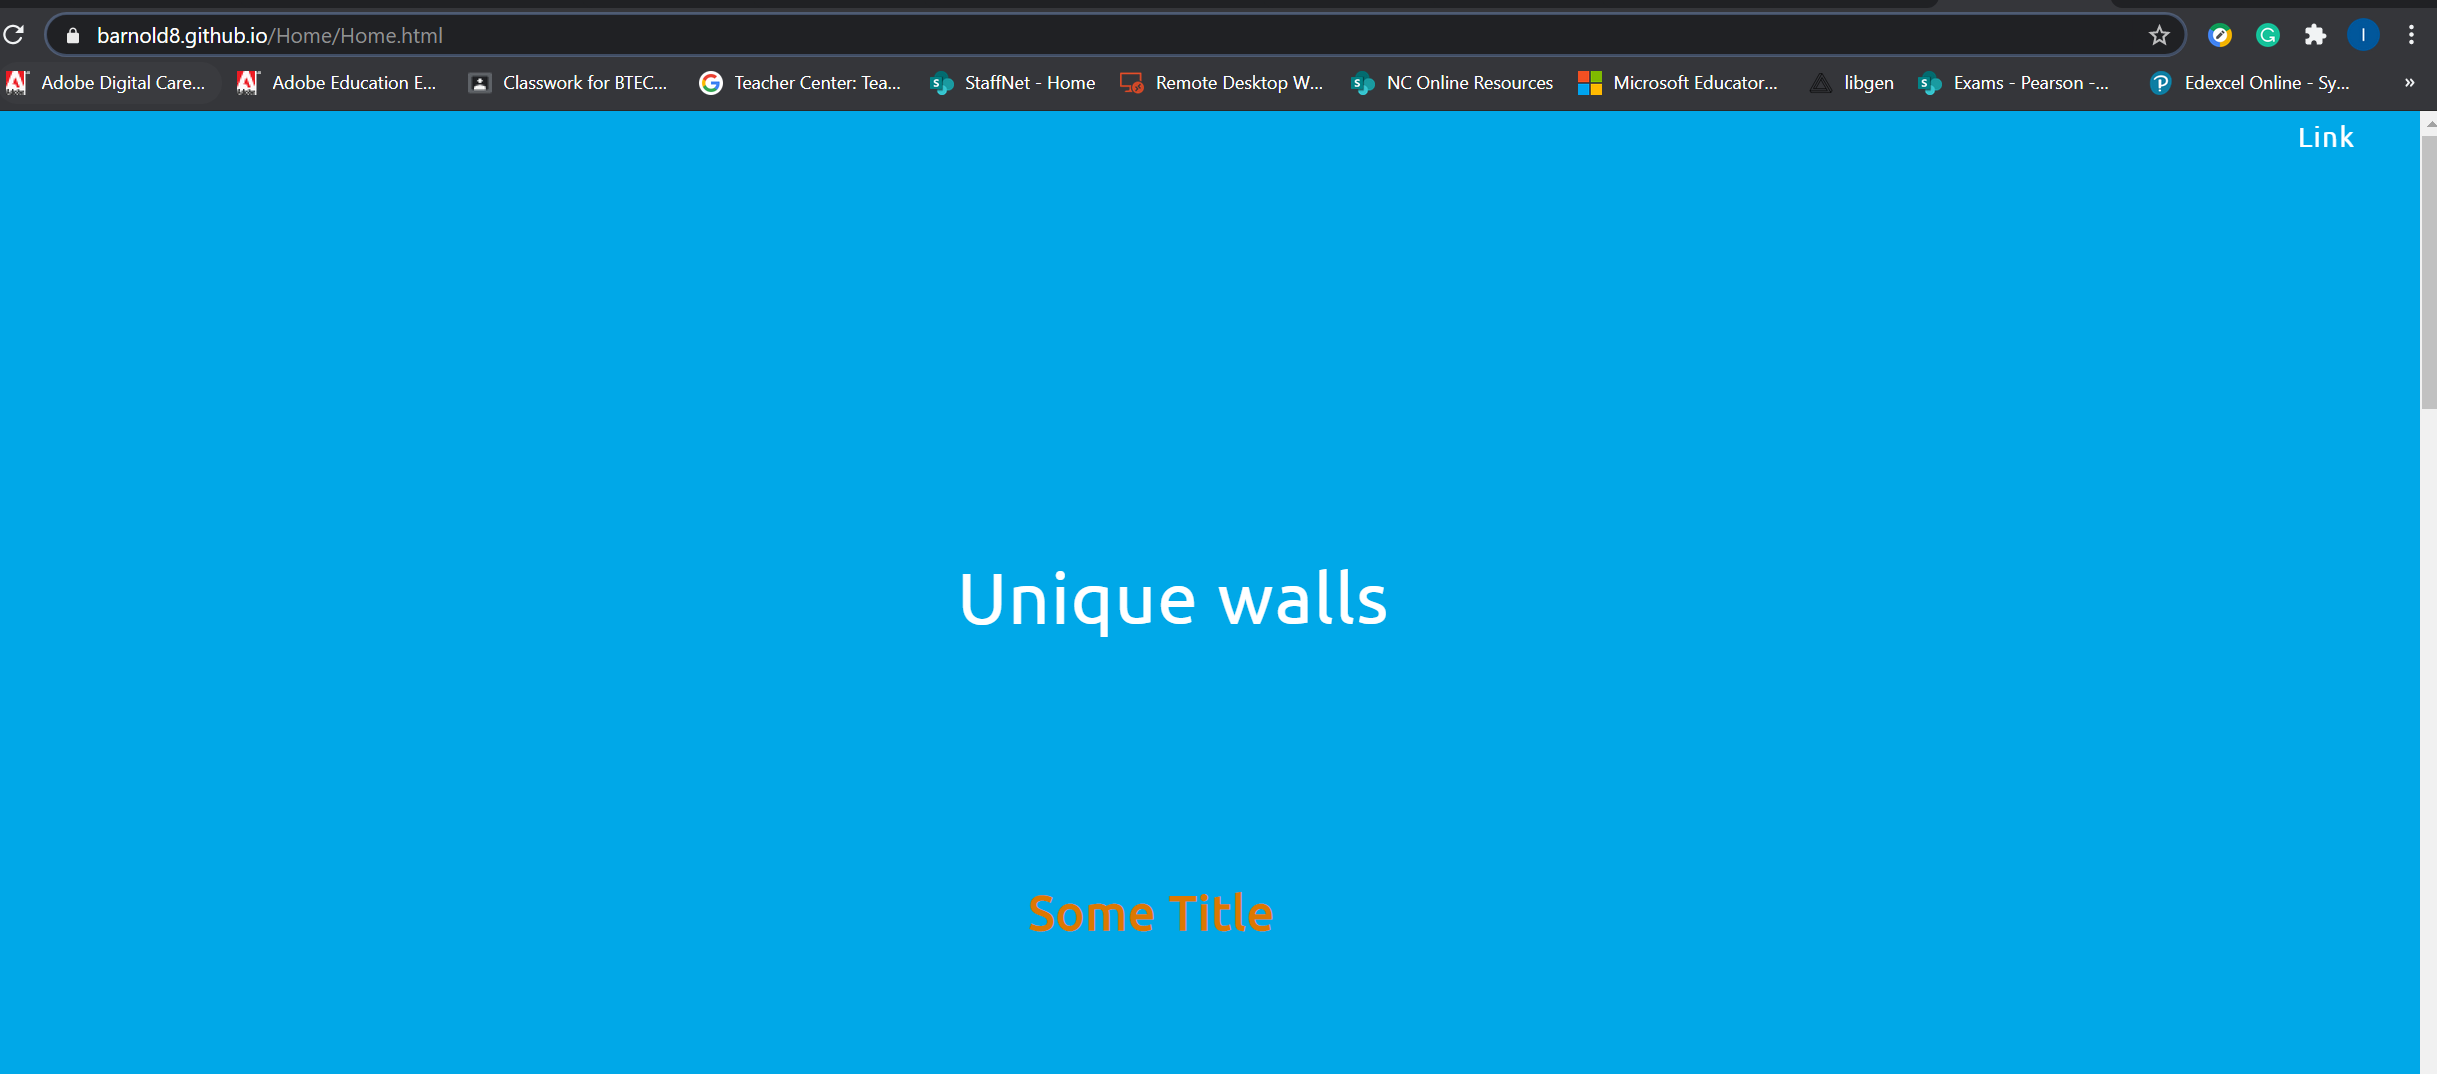 barnold8.github.io/Home/Home.html
I
Adobe Digital Care... Adobe Education E... Classwork for BTEC... Teacher Center: Tea... StaffNet - Home Remote Desktop W... NC Online Resources Microsoft Educator... libgen Exams - Pearson -... Edexcel Online - Sy... »
Link
Unique walls
Some Title